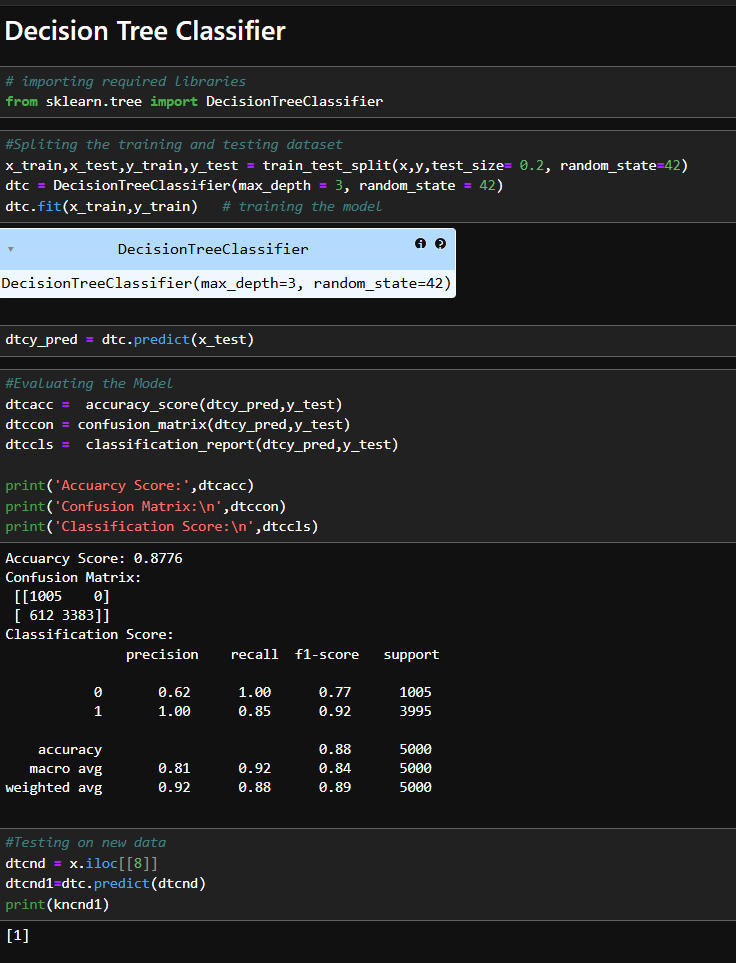 Decision Tree Classifier
# importing required libraries
from sklearn.tree import DecisionTreeClassifier
#Spliting the training and testing dataset
x_train,x_test,y_train,y_test = train_test_split(x,y,test_size= 0.2, random_state=42)
dtc = DecisionTreeClassifier(max_depth = 3, random_state = 42)
dtc.fit(x_train,y_train)   # training the model
▾ DecisionTreeClassifier i ?
DecisionTreeClassifier(max_depth=3, random_state=42)
dtcy_pred = dtc.predict(x_test)
#Evaluating the Model
dtcacc =  accuracy_score(dtcy_pred,y_test)
dtccon = confusion_matrix(dtcy_pred,y_test)
dtccls =  classification_report(dtcy_pred,y_test)
print('Accuarcy Score:',dtcacc)
print('Confusion Matrix:\n',dtccon)
print('Classification Score:\n',dtccls)
Accuarcy Score: 0.8776
Confusion Matrix:
 [[1005    0]
 [ 612 3383]]
Classification Score:
               precision    recall  f1-score   support
           0       0.62      1.00      0.77      1005
           1       1.00      0.85      0.92      3995
    accuracy                           0.88      5000
   macro avg       0.81      0.92      0.84      5000
weighted avg       0.92      0.88      0.89      5000
#Testing on new data
dtcnd = x.iloc[[8]]
dtcnd1=dtc.predict(dtcnd)
print(kncnd1)
[1]